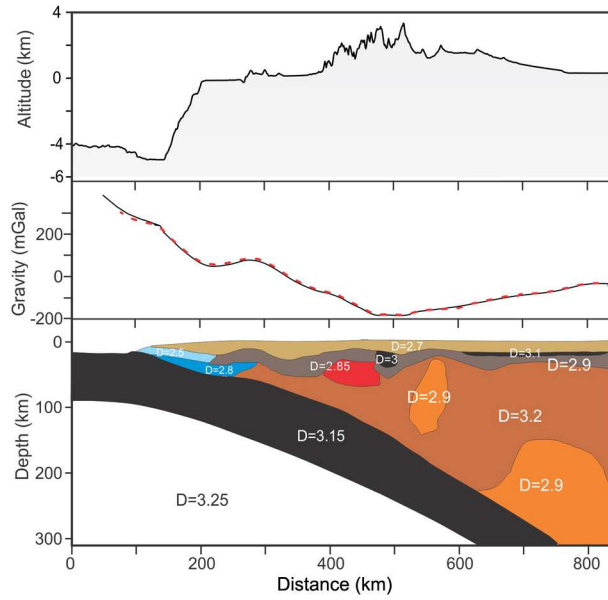 4
0
-4
-6
Altitude (km)
200
0
-200
Gravity (mGal)
0
100
200
300
Depth (km)
D=2.5
D=2.8
D=2.85
D=3
D=2.7
D=3.1
D=2.9
D=2.9
D=3.2
D=3.15
D=2.9
D=3.25
0
200
400
600
800
Distance (km)